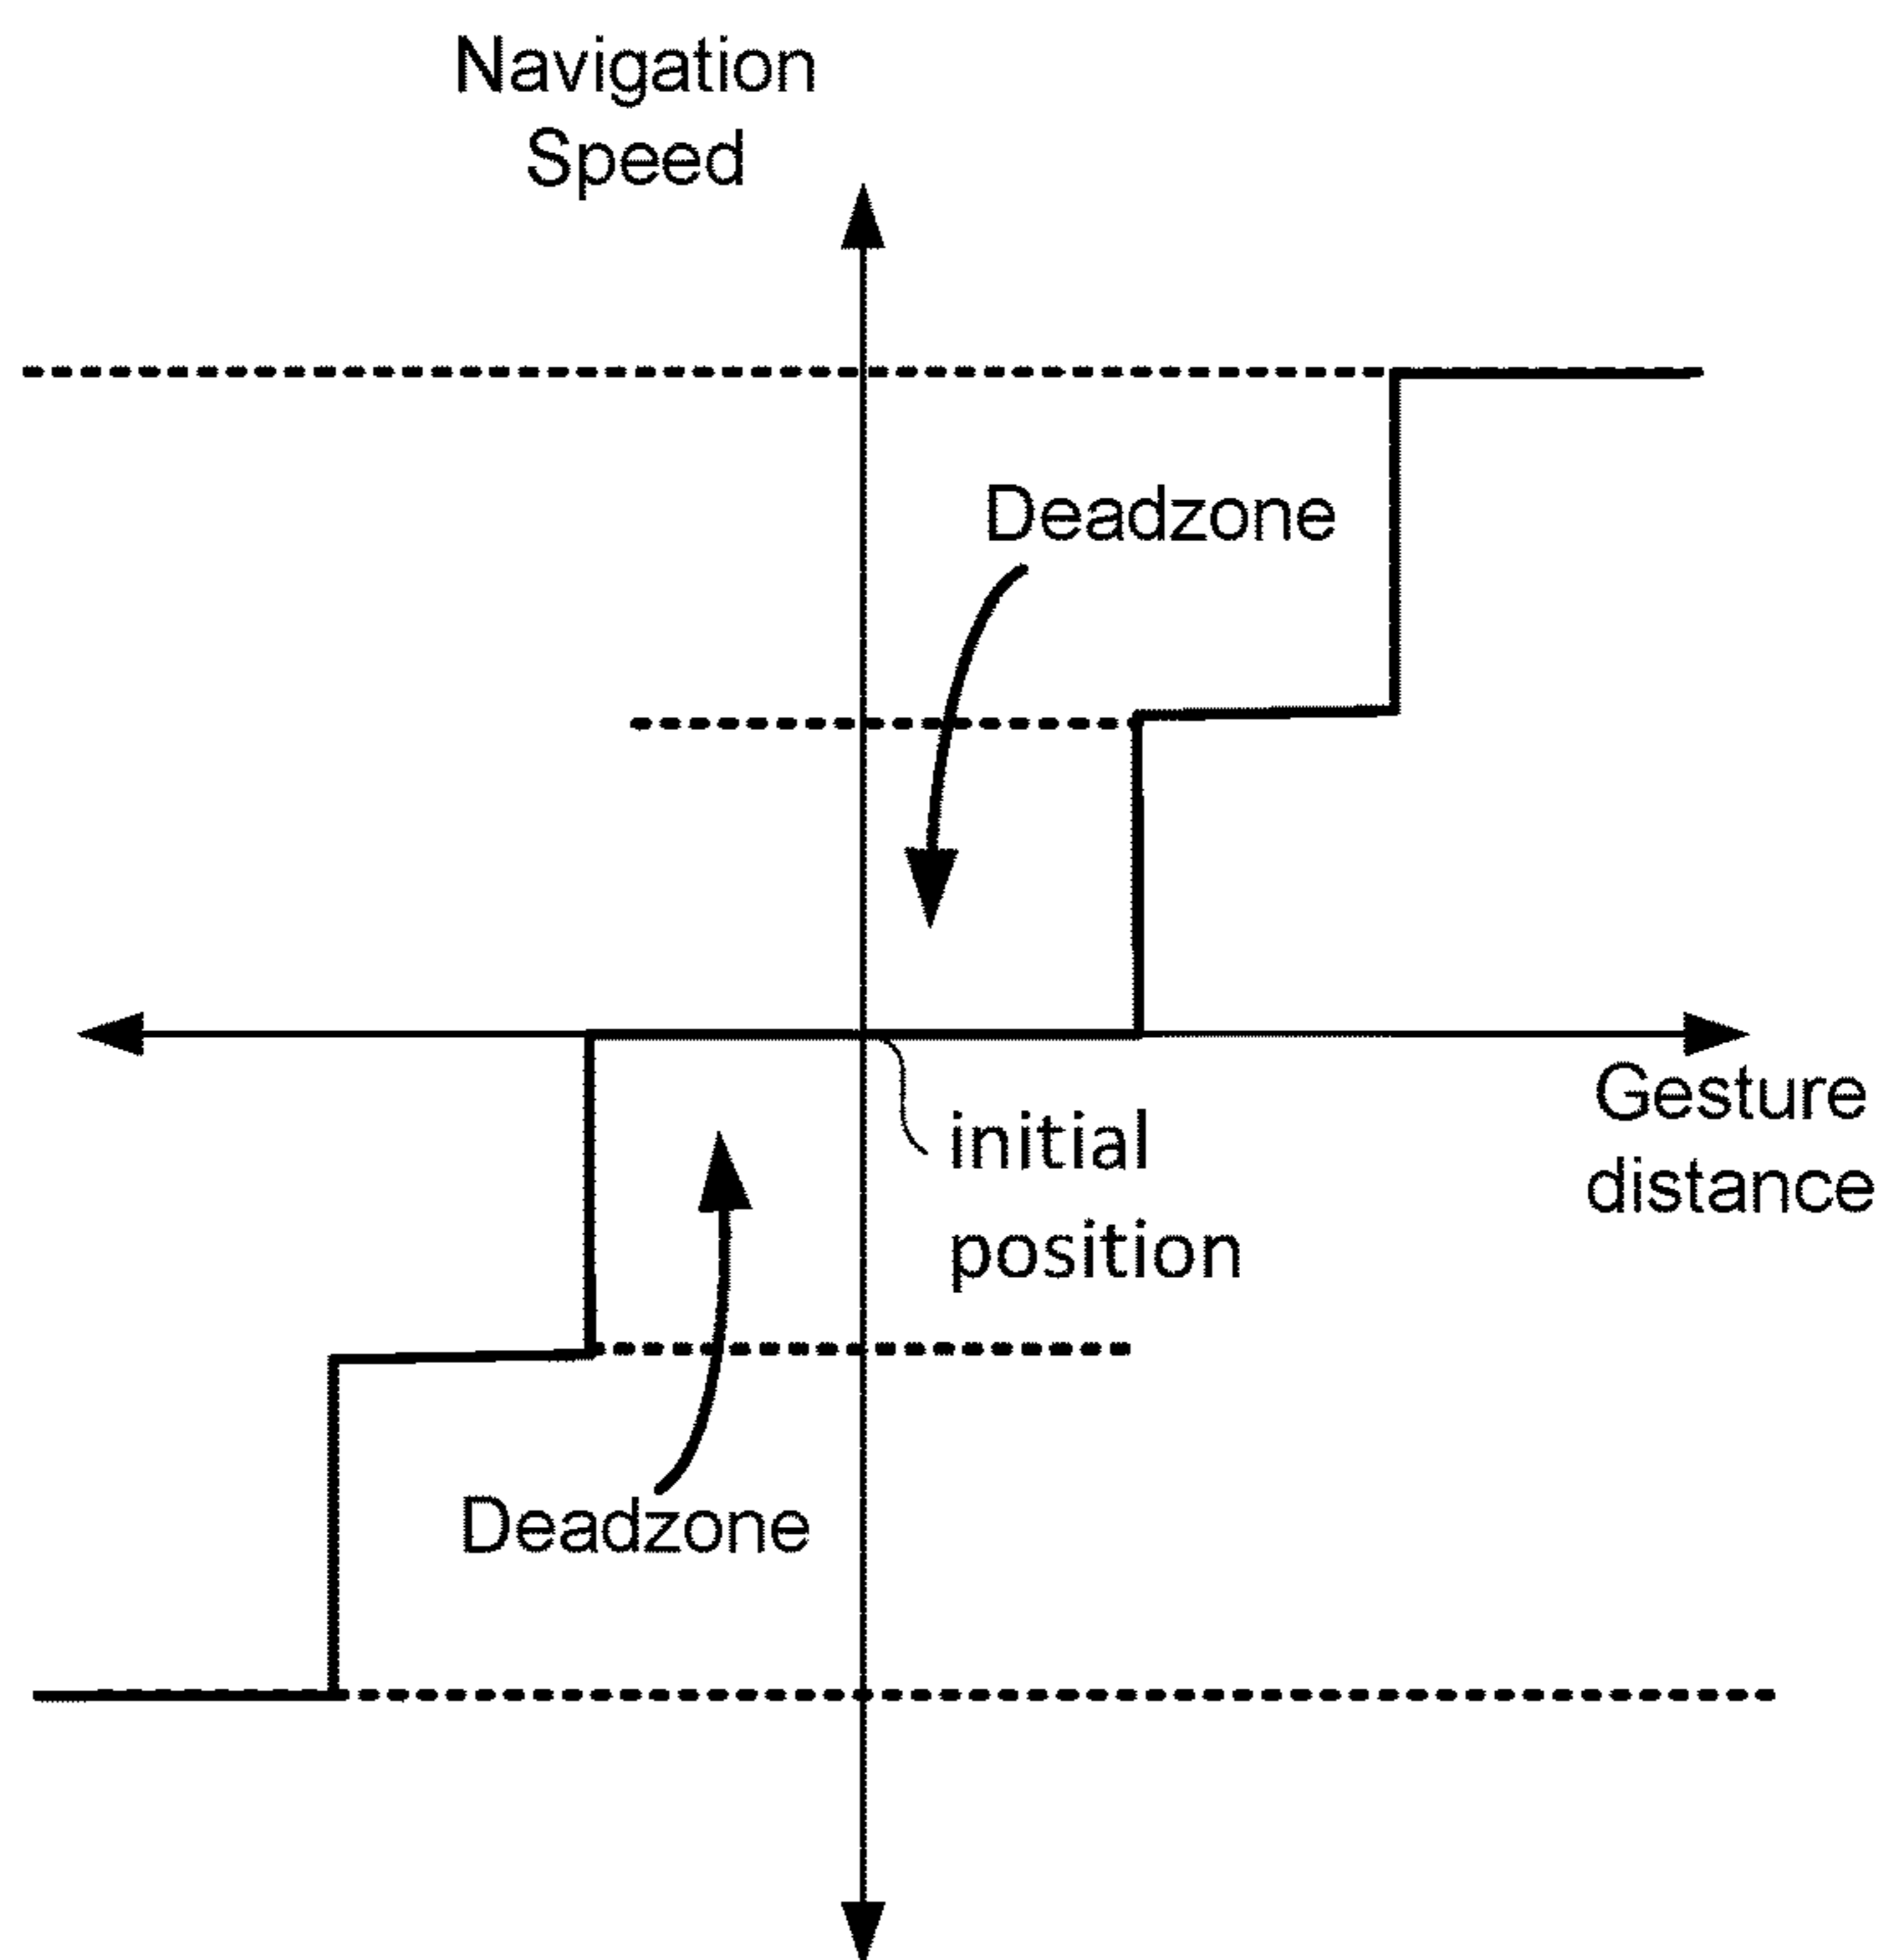 Navigation
Speed
Deadzone
Gesture
distance
initial
position
Deadzone